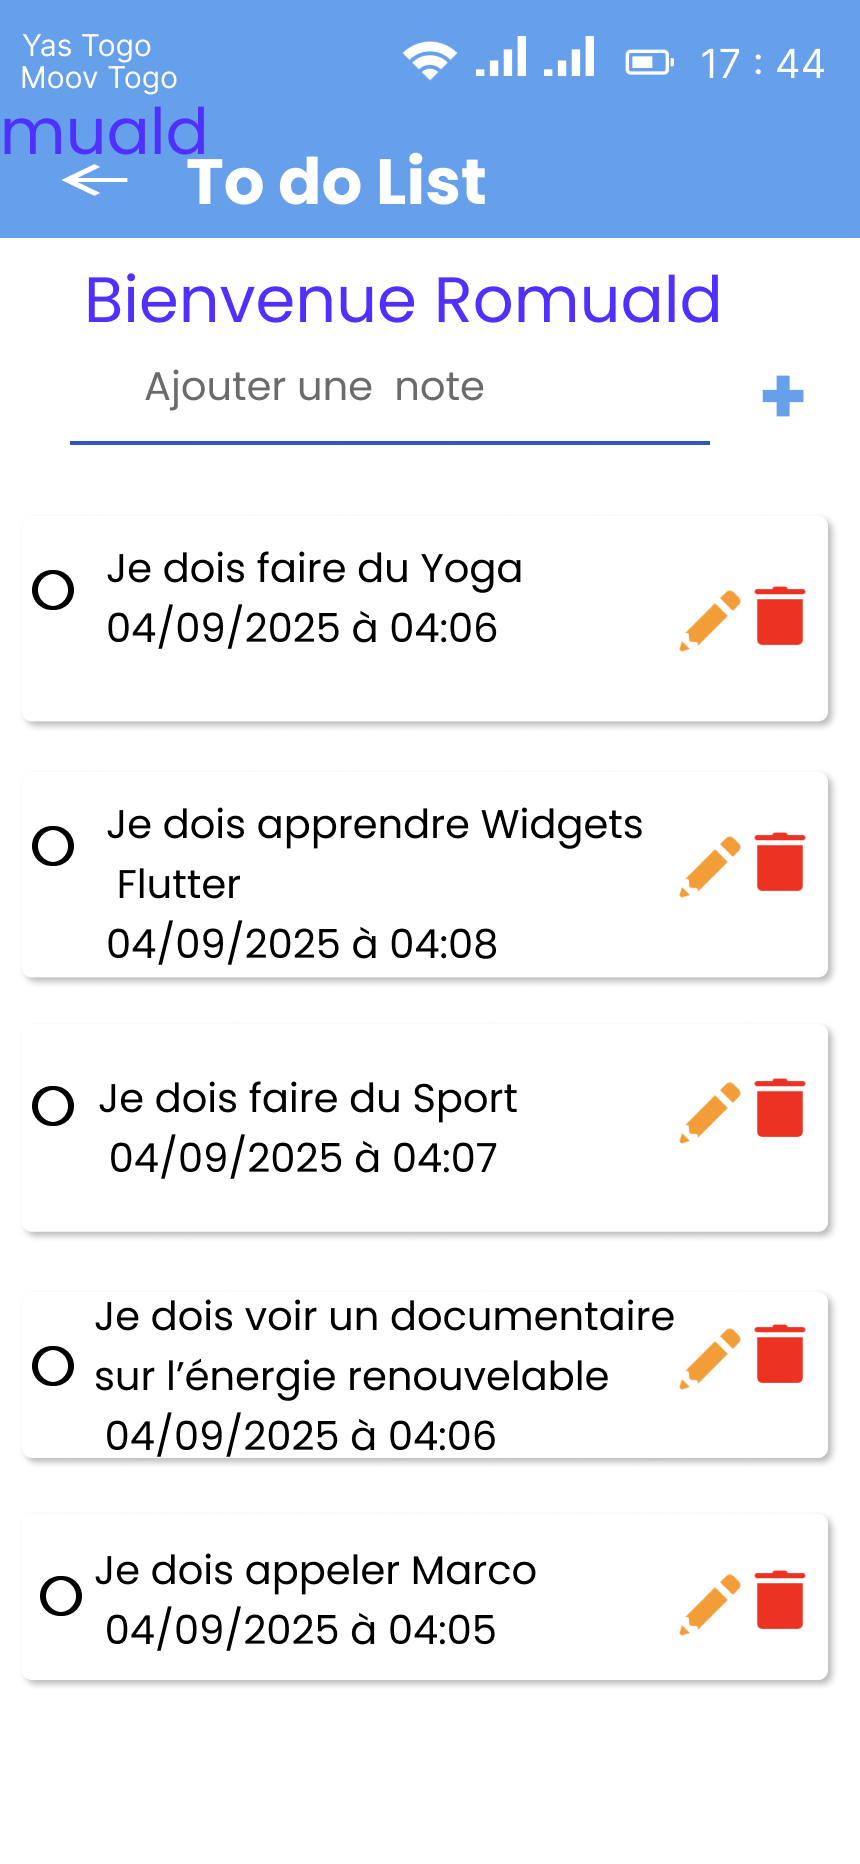 Yas Togo
Moov Togo
17 : 44
muald
To do List
Bienvenue Romuald
Ajouter une note
Je dois faire du Yoga
04/09/2025 à 04:06
Je dois apprendre Widgets
Flutter
04/09/2025 à 04:08
Je dois faire du Sport
04/09/2025 à 04:07
Je dois voir un documentaire
sur l’énergie renouvelable
04/09/2025 à 04:06
Je dois appeler Marco
04/09/2025 à 04:05